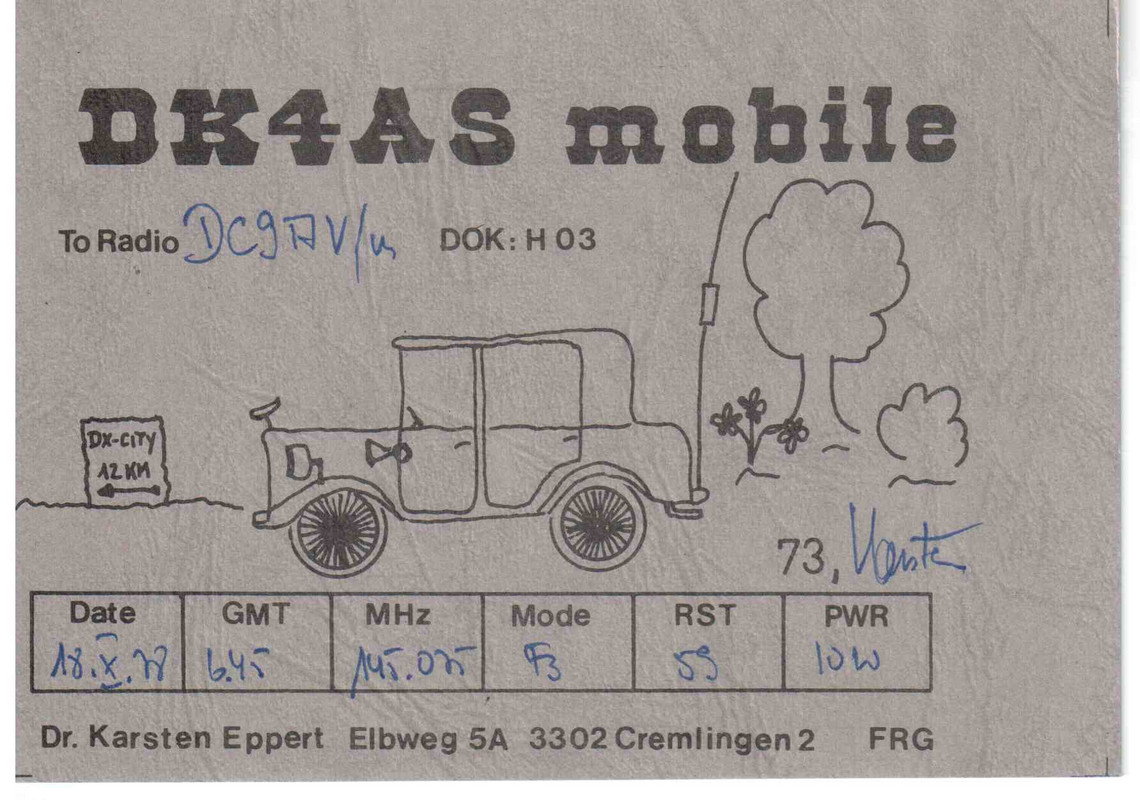 DK4AS mobile
To Radio DC9AV/m DOK: H 03
DX-CITY
12 KM
73, Karsten
Date GMT MHz Mode RST PWR
18.X.78 6.45 145.075 F3 59 10W
Dr. Karsten Eppert Elbweg 5A 3302 Cremlingen 2 FRG